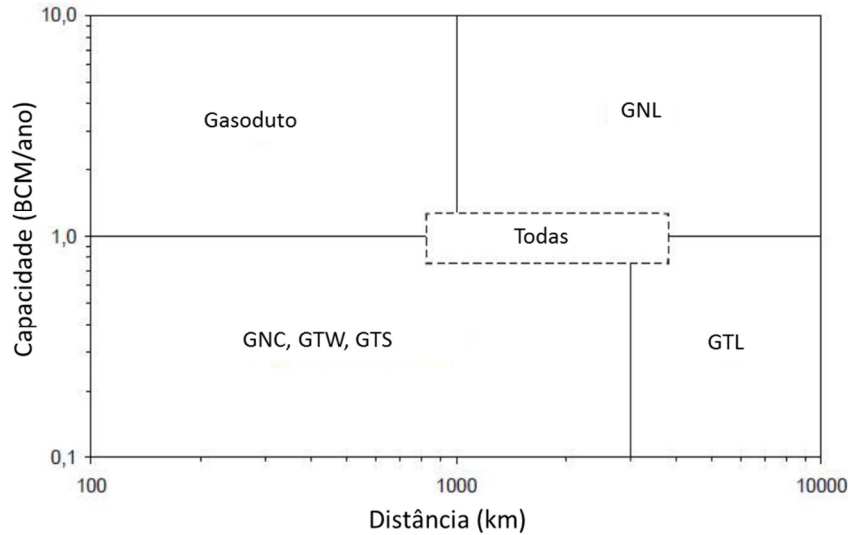 10,0
Capacidade (BCM/ano)
Gasoduto
GNL
1,0
Todas
GNC, GTW, GTS
GTL
0,1
100
1000
10000
Distância (km)